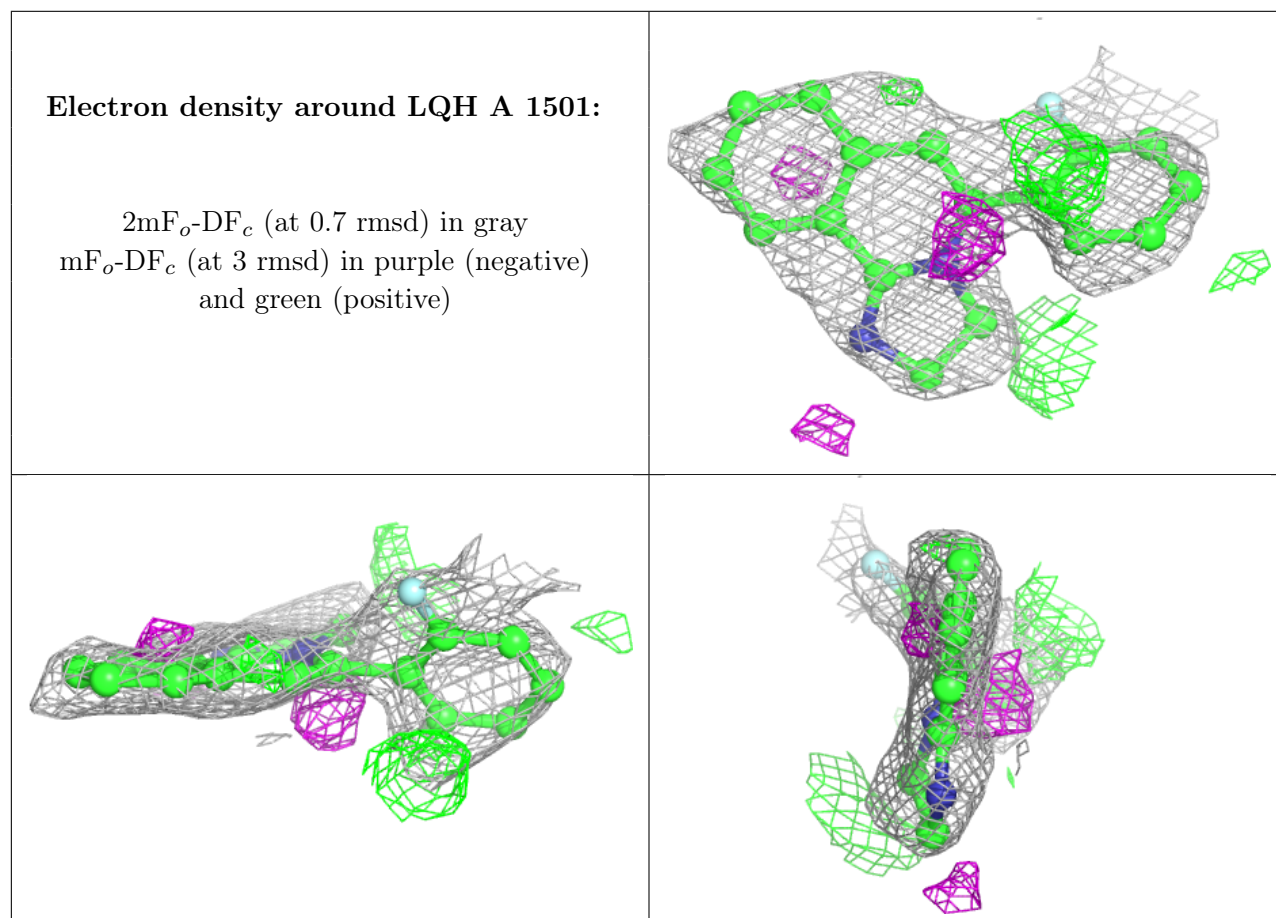 Electron density around LQH A 1501:
2mFo-DFc (at 0.7 rmsd) in gray
mFo-DFc (at 3 rmsd) in purple (negative)
and green (positive)